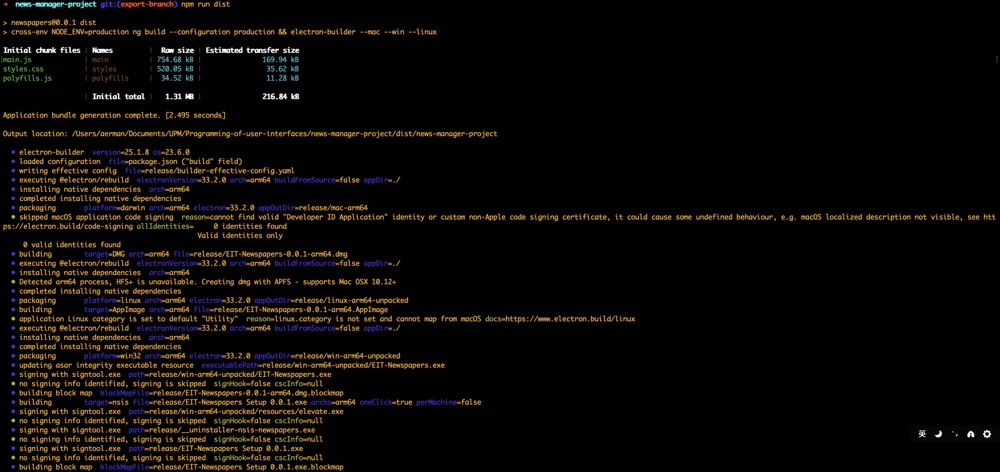 → news-manager-project git:(export-branch) npm run dist
> newspapers@0.0.1 dist
> cross-env NODE_ENV=production ng build --configuration production && electron-builder --mac --win --linux
Initial chunk files | Names | Raw size | Estimated transfer size
main.js | main | 754.68 kB | 169.94 kB
styles.css | styles | 520.05 kB | 35.62 kB
polyfills.js | polyfills | 34.52 kB | 11.28 kB
| Initial total | 1.31 MB | 216.84 kB
Application bundle generation complete. [2.495 seconds]
Output location: /Users/aerman/Documents/UPM/Programming-of-user-interfaces/news-manager-project/dist/news-manager-project
• electron-builder version=25.1.8 os=23.6.0
• loaded configuration file=package.json ("build" field)
• writing effective config file=release/builder-effective-config.yaml
• executing @electron/rebuild electronVersion=33.2.0 arch=arm64 buildFromSource=false appDir=./
• installing native dependencies arch=arm64
• completed installing native dependencies
• packaging platform=darwin arch=arm64 electron=33.2.0 appOutDir=release/mac-arm64
• skipped macOS application code signing reason=cannot find valid "Developer ID Application" identity or custom non-Apple code signing certificate, it could cause some undefined behaviour, e.g. macOS localized description not visible, see htt
ps://electron.build/code-signing allIdentities= 0 identities found
Valid identities only
0 valid identities found
• building target=DMG arch=arm64 file=release/EIT-Newspapers-0.0.1-arm64.dmg
• executing @electron/rebuild electronVersion=33.2.0 arch=arm64 buildFromSource=false appDir=./
• installing native dependencies arch=arm64
• Detected arm64 process, HFS+ is unavailable. Creating dmg with APFS - supports Mac OSX 10.12+
• completed installing native dependencies
• packaging platform=linux arch=arm64 electron=33.2.0 appOutDir=release/linux-arm64-unpacked
• building target=AppImage arch=arm64 file=release/EIT-Newspapers-0.0.1-arm64.AppImage
• application Linux category is set to default "Utility" reason=linux.category is not set and cannot map from macOS docs=https://www.electron.build/linux
• executing @electron/rebuild electronVersion=33.2.0 arch=arm64 buildFromSource=false appDir=./
• installing native dependencies arch=arm64
• completed installing native dependencies
• packaging platform=win32 arch=arm64 electron=33.2.0 appOutDir=release/win-arm64-unpacked
• updating asar integrity executable resource executablePath=release/win-arm64-unpacked/EIT-Newspapers.exe
• signing with signtool.exe path=release/win-arm64-unpacked/EIT-Newspapers.exe
• no signing info identified, signing is skipped signHook=false cscInfo=null
• building block map blockMapFile=release/EIT-Newspapers-0.0.1-arm64.dmg.blockmap
• building target=nsis file=release/EIT-Newspapers Setup 0.0.1.exe archs=arm64 oneClick=true perMachine=false
• signing with signtool.exe path=release/win-arm64-unpacked/resources/elevate.exe
• no signing info identified, signing is skipped signHook=false cscInfo=null
• signing with signtool.exe path=release/__uninstaller-nsis-newspapers.exe
• no signing info identified, signing is skipped signHook=false cscInfo=null
• signing with signtool.exe path=release/EIT-Newspapers Setup 0.0.1.exe
• no signing info identified, signing is skipped signHook=false cscInfo=null
• building block map blockMapFile=release/EIT-Newspapers Setup 0.0.1.exe.blockmap
英